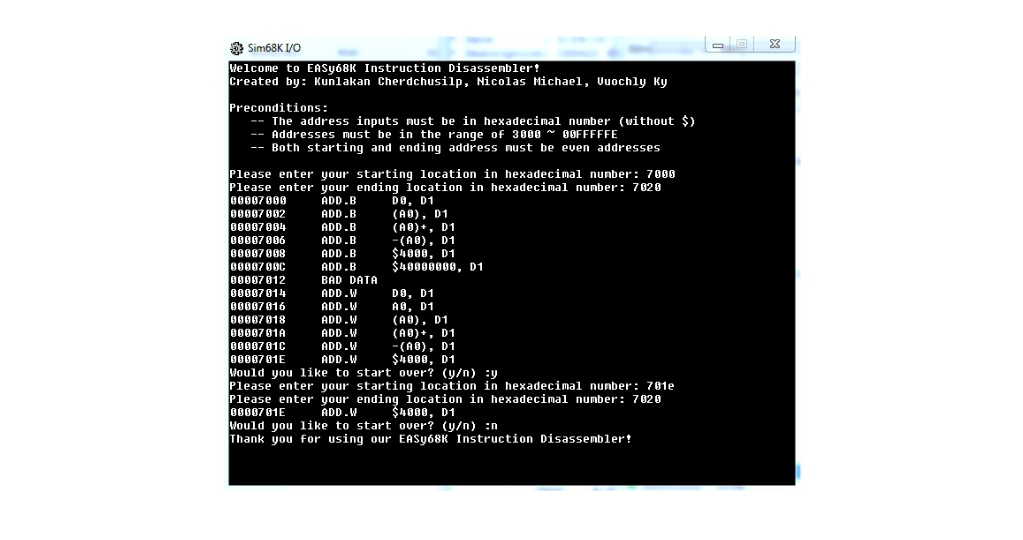 Sim68K I/O
Welcome to EASy68K Instruction Disassembler!
Created by: Kunlakan Cherdchusilp, Nicolas Michael, Vuochly Ky
Preconditions:
-- The address inputs must be in hexadecimal number (without $)
-- Addresses must be in the range of 3000 ~ 00FFFFFE
-- Both starting and ending address must be even addresses
Please enter your starting location in hexadecimal number: 7000
Please enter your ending location in hexadecimal number: 7020
00007000 ADD.B D0, D1
00007002 ADD.B (A0), D1
00007004 ADD.B (A0)+, D1
00007006 ADD.B -(A0), D1
00007008 ADD.B $4000, D1
0000700C ADD.B $40000000, D1
00007012 BAD DATA
00007014 ADD.W D0, D1
00007016 ADD.W A0, D1
00007018 ADD.W (A0), D1
0000701A ADD.W (A0)+, D1
0000701C ADD.W -(A0), D1
0000701E ADD.W $4000, D1
Would you like to start over? (y/n) :y
Please enter your starting location in hexadecimal number: 701e
Please enter your ending location in hexadecimal number: 7020
0000701E ADD.W $4000, D1
Would you like to start over? (y/n) :n
Thank you for using our EASy68K Instruction Disassembler!